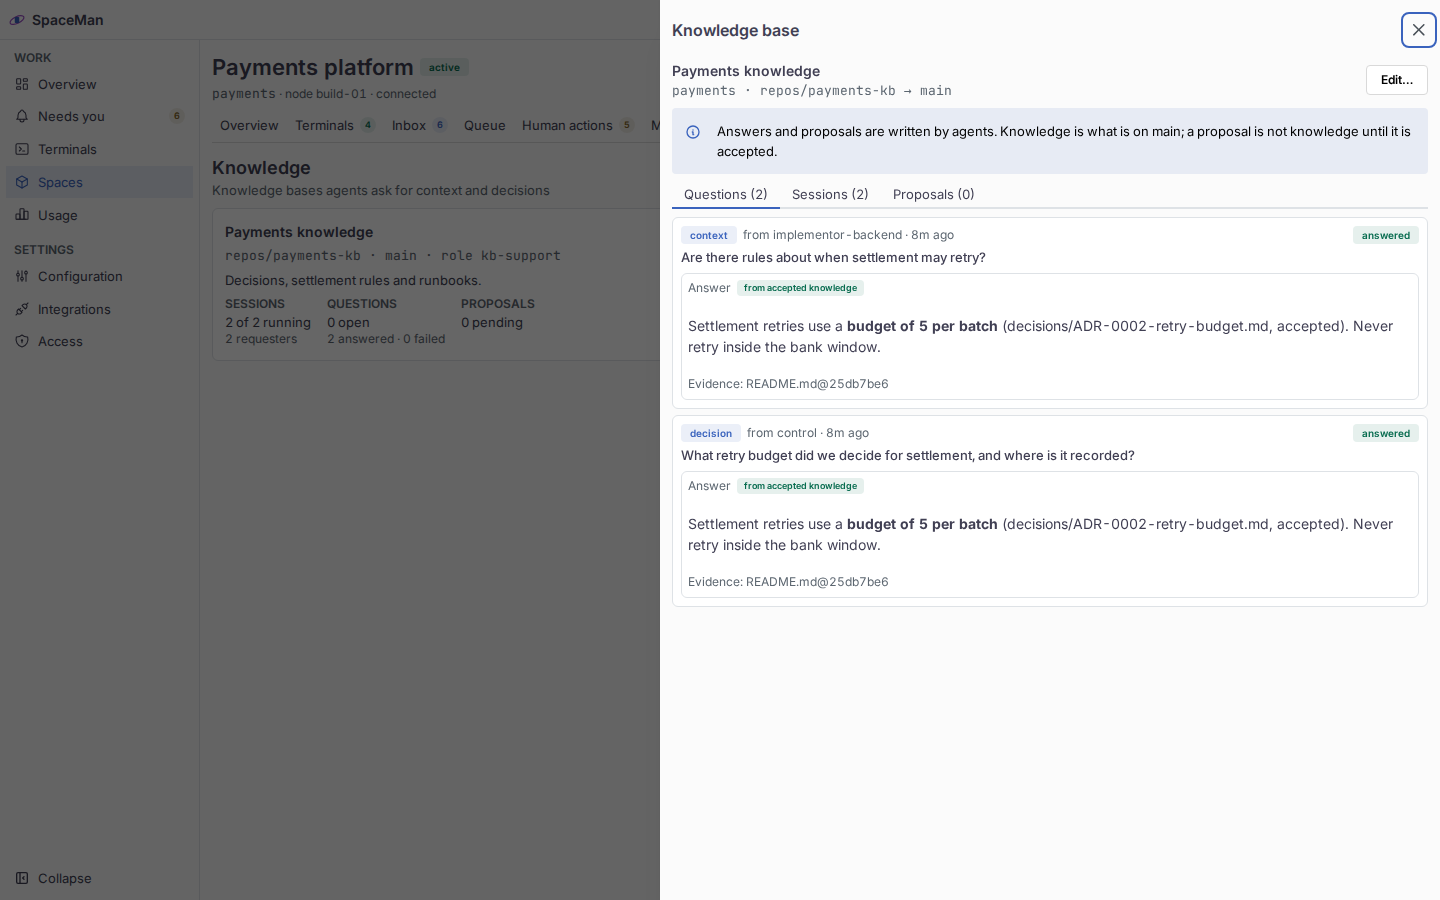 SpaceMan
WORK
Overview
Needs you 6
Terminals
Spaces
Usage
SETTINGS
Configuration
Integrations
Access
Collapse
Payments platform active
payments · node build-01 · connected
Overview Terminals 4 Inbox 6 Queue Human actions 5 M
Knowledge
Knowledge bases agents ask for context and decisions
Payments knowledge
repos/payments-kb · main · role kb-support
Decisions, settlement rules and runbooks.
SESSIONS QUESTIONS PROPOSALS
2 of 2 running 0 open 0 pending
2 requesters 2 answered · 0 failed
Knowledge base
Payments knowledge
payments · repos/payments-kb → main
Edit...
Answers and proposals are written by agents. Knowledge is what is on main; a proposal is not knowledge until it is
accepted.
Questions (2) Sessions (2) Proposals (0)
context from implementor-backend · 8m ago answered
Are there rules about when settlement may retry?
Answer from accepted knowledge
Settlement retries use a budget of 5 per batch (decisions/ADR-0002-retry-budget.md, accepted). Never
retry inside the bank window.
Evidence: README.md@25db7be6
decision from control · 8m ago answered
What retry budget did we decide for settlement, and where is it recorded?
Answer from accepted knowledge
Settlement retries use a budget of 5 per batch (decisions/ADR-0002-retry-budget.md, accepted). Never
retry inside the bank window.
Evidence: README.md@25db7be6